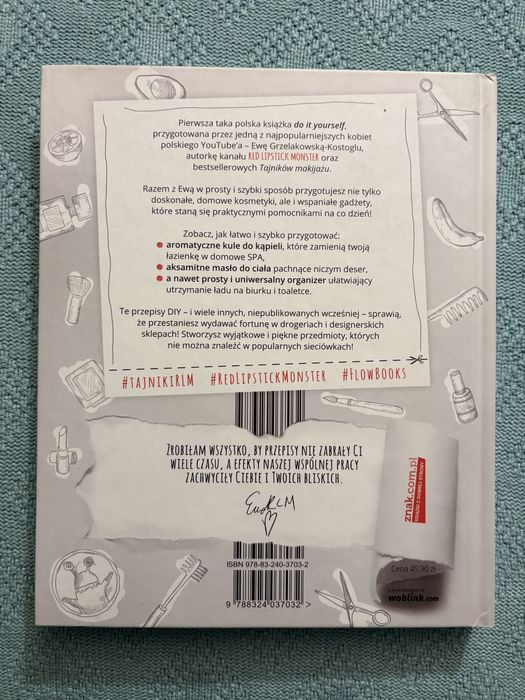 Pierwsza taka polska książka do it yourself,
przygotowana przez jedną z najpopularniejszych kobiet
polskiego YouTube'a – Ewę Grzelakowską-Kostoglu,
autorkę kanału RED LIPSTICK MONSTER oraz
bestsellerowych Tajników makijażu.
Razem z Ewą w prosty i szybki sposób przygotujesz nie tylko
doskonałe, domowe kosmetyki, ale i wspaniałe gadżety,
które staną się praktycznymi pomocnikami na co dzień!
Zobacz, jak łatwo i szybko przygotować:
aromatyczne kule do kąpieli, które zamienią twoją
łazienkę w domowe SPA,
aksamitne masło do ciała pachnące niczym deser,
a nawet prosty i uniwersalny organizer ułatwiający
utrzymanie ładu na biurku i toaletce.
Te przepisy DIY – i wiele innych, niepublikowanych wcześniej – sprawią,
że przestaniesz wydawać fortunę w drogeriach i designerskich
sklepach! Stworzysz wyjątkowe i piękne przedmioty, których
nie można znaleźć w popularnych sieciówkach!
#TAJNIKIRLM #REDLIPSTICKMONSTER #FLOWBOOKS
ZROBIŁAM WSZYSTKO, BY PRZEPISY NIE ZABRAŁY CI
WIELE CZASU, A EFEKTY NASZEJ WSPÓLNEJ PRACY
ZACHWYCIŁY CIEBIE I TWOICH BLISKICH.
Ewa RLM
znak.com.pl
ISBN 978-83-240-3703-2
9 788324 037032 >
Cena 49,90 zł
woblink.com